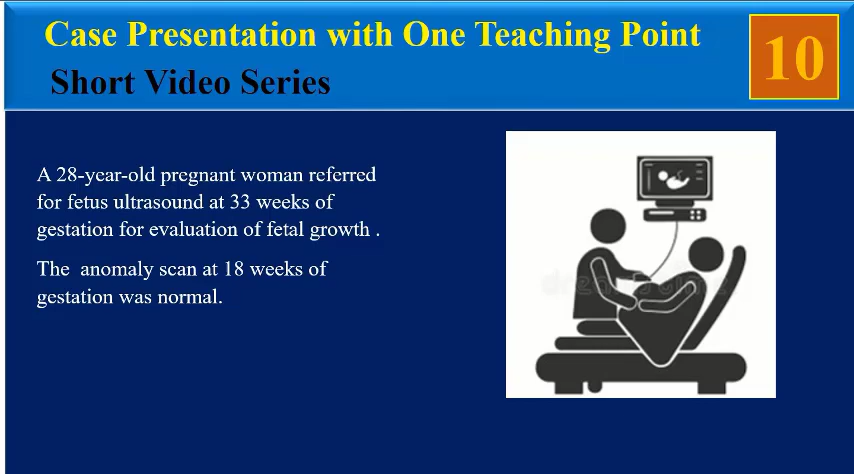 Case Presentation with One Teaching Point
Short Video Series
10
A 28-year-old pregnant woman referred
for fetus ultrasound at 33 weeks of
gestation for evaluation of fetal growth .
The anomaly scan at 18 weeks of
gestation was normal.